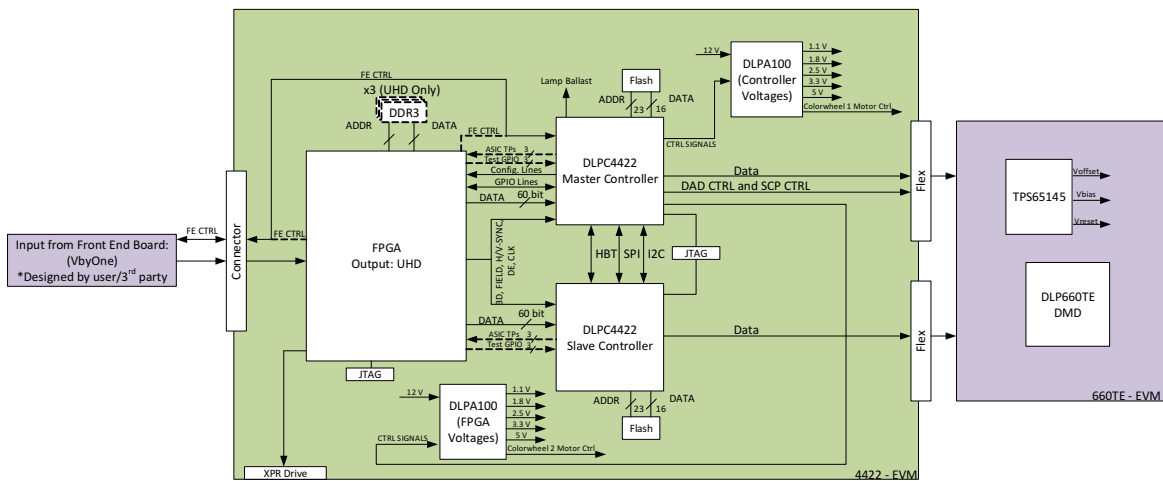 FE CTRL
x3 (UHD Only)
DDR3
ADDR
DATA
FE CTRL
Lamp Ballast
Flash
ADDR
DATA
23
16
12 V
DLPA100
(Controller
Voltages)
1.1 V
1.8 V
2.5 V
3.3 V
5 V
Colorwheel 1 Motor Ctrl
CTRL SIGNALS
ASIC TPs 3
Test GPIO 3
Config. Lines
GPIO Lines
DATA
60 bit
DLPC4422
Master Controller
Data
DAD CTRL and SCP CTRL
Flex
TPS65145
Voffset
Vbias
Vreset
Input from Front End Board:
(VbyOne)
*Designed by user/3rd party
FE CTRL
Connector
FE CTRL
FPGA
Output: UHD
3D, FIELD, H/V-SYNC,
DE, CLK
HBT
SPI
I2C
JTAG
DLP660TE
DMD
DATA
60 bit
ASIC TPs 3
Test GPIO 3
DLPC4422
Slave Controller
Data
Flex
JTAG
12 V
DLPA100
(FPGA
Voltages)
1.1 V
1.8 V
2.5 V
3.3 V
5 V
Colorwheel 2 Motor Ctrl
CTRL SIGNALS
ADDR
DATA
23
16
Flash
660TE - EVM
XPR Drive
4422 - EVM